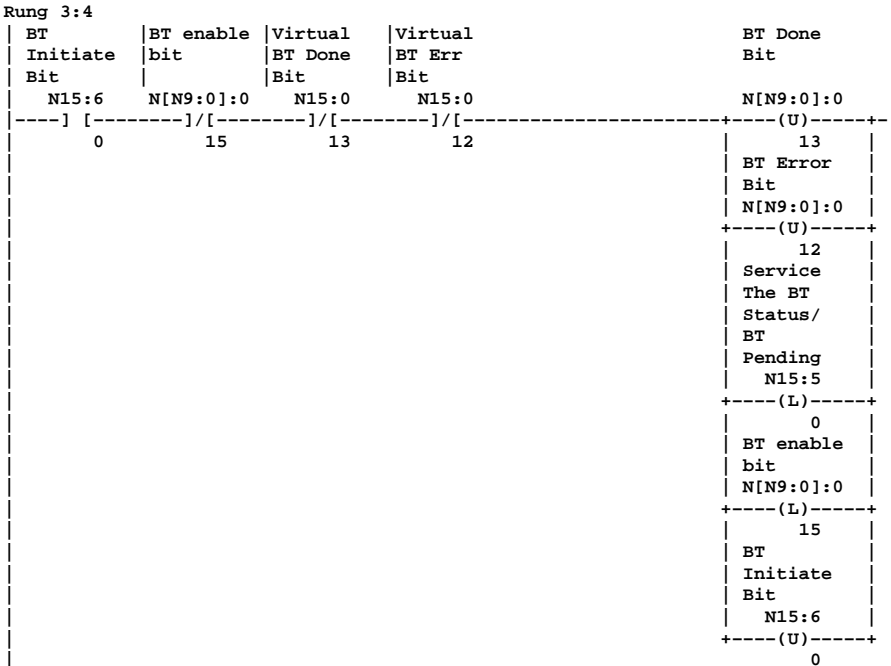 Rung 3:4
| BT |BT enable |Virtual |Virtual BT Done
| Initiate |bit |BT Done |BT Err Bit
| Bit | |Bit |Bit
| N15:6 N[N9:0]:0 N15:0 N15:0 N[N9:0]:0
|----] [--------]/[--------]/[--------]/[-----------------------+----(U)-----+-
| 0 15 13 12 | 13 |
| | BT Error |
| | Bit |
| | N[N9:0]:0 |
| +----(U)-----+
| | 12 |
| | Service |
| | The BT |
| | Status/ |
| | BT |
| | Pending |
| | N15:5 |
| +----(L)-----+
| | 0 |
| | BT enable |
| | bit |
| | N[N9:0]:0 |
| +----(L)-----+
| | 15 |
| | BT |
| | Initiate |
| | Bit |
| | N15:6 |
| +----(U)-----+
| 0